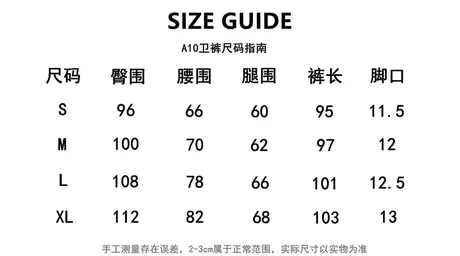 SIZE GUIDE
A10卫裤尺码指南
尺码 臀围 腰围 腿围 裤长 脚口
S 96 66 60 95 11.5
M 100 70 62 97 12
L 108 78 66 101 12.5
XL 112 82 68 103 13
手工测量存在误差，2-3cm属于正常范围，实际尺寸以实物为准